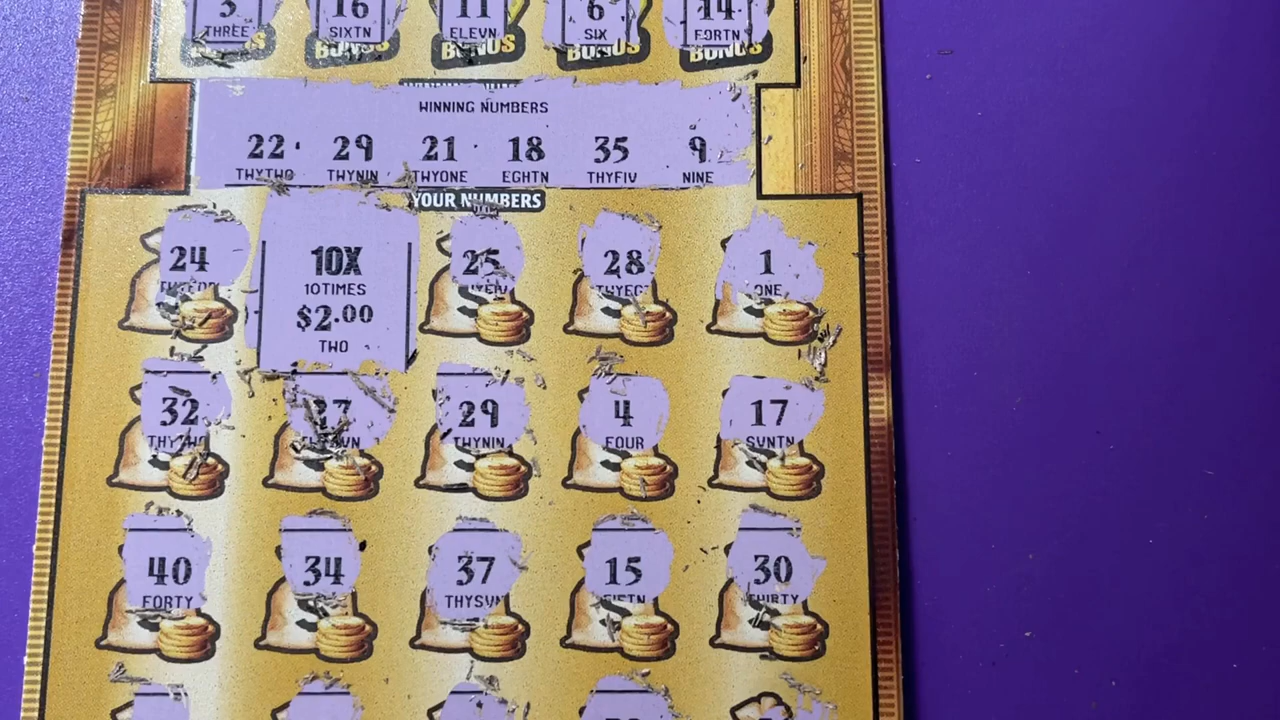 3 16 11 6 14
THREE SIXTN ELEVN SIX FORTN
BONUS BONUS BONUS BONUS
WINNING NUMBERS
22 29 21 18 35 9
THYTWO THYNIN THYONE EGHTN THYFIV NINE
YOUR NUMBERS
24 10X 25 28 1
10TIMES ONE
$2.00
TWO
32 27 29 4 17
THYNIN FOUR SVNTN
40 34 37 15 30
FORTY THYSVN FIFTN THIRTY